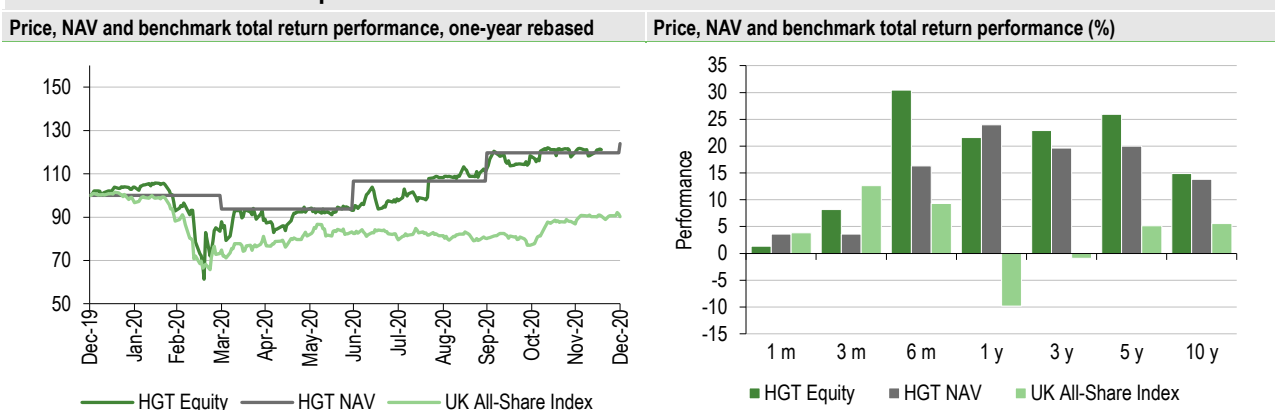 Price, NAV and benchmark total return performance, one-year rebased
Price, NAV and benchmark total return performance (%)
150
130
110
90
70
50
Dec-19
Jan-20
Feb-20
Mar-20
Apr-20
May-20
Jun-20
Jul-20
Aug-20
Sep-20
Oct-20
Nov-20
Dec-20
HGT Equity
HGT NAV
UK All-Share Index
Performance
35
30
25
20
15
10
5
0
-5
-10
-15
1 m
3 m
6 m
1 y
3 y
5 y
10 y
HGT Equity
HGT NAV
UK All-Share Index